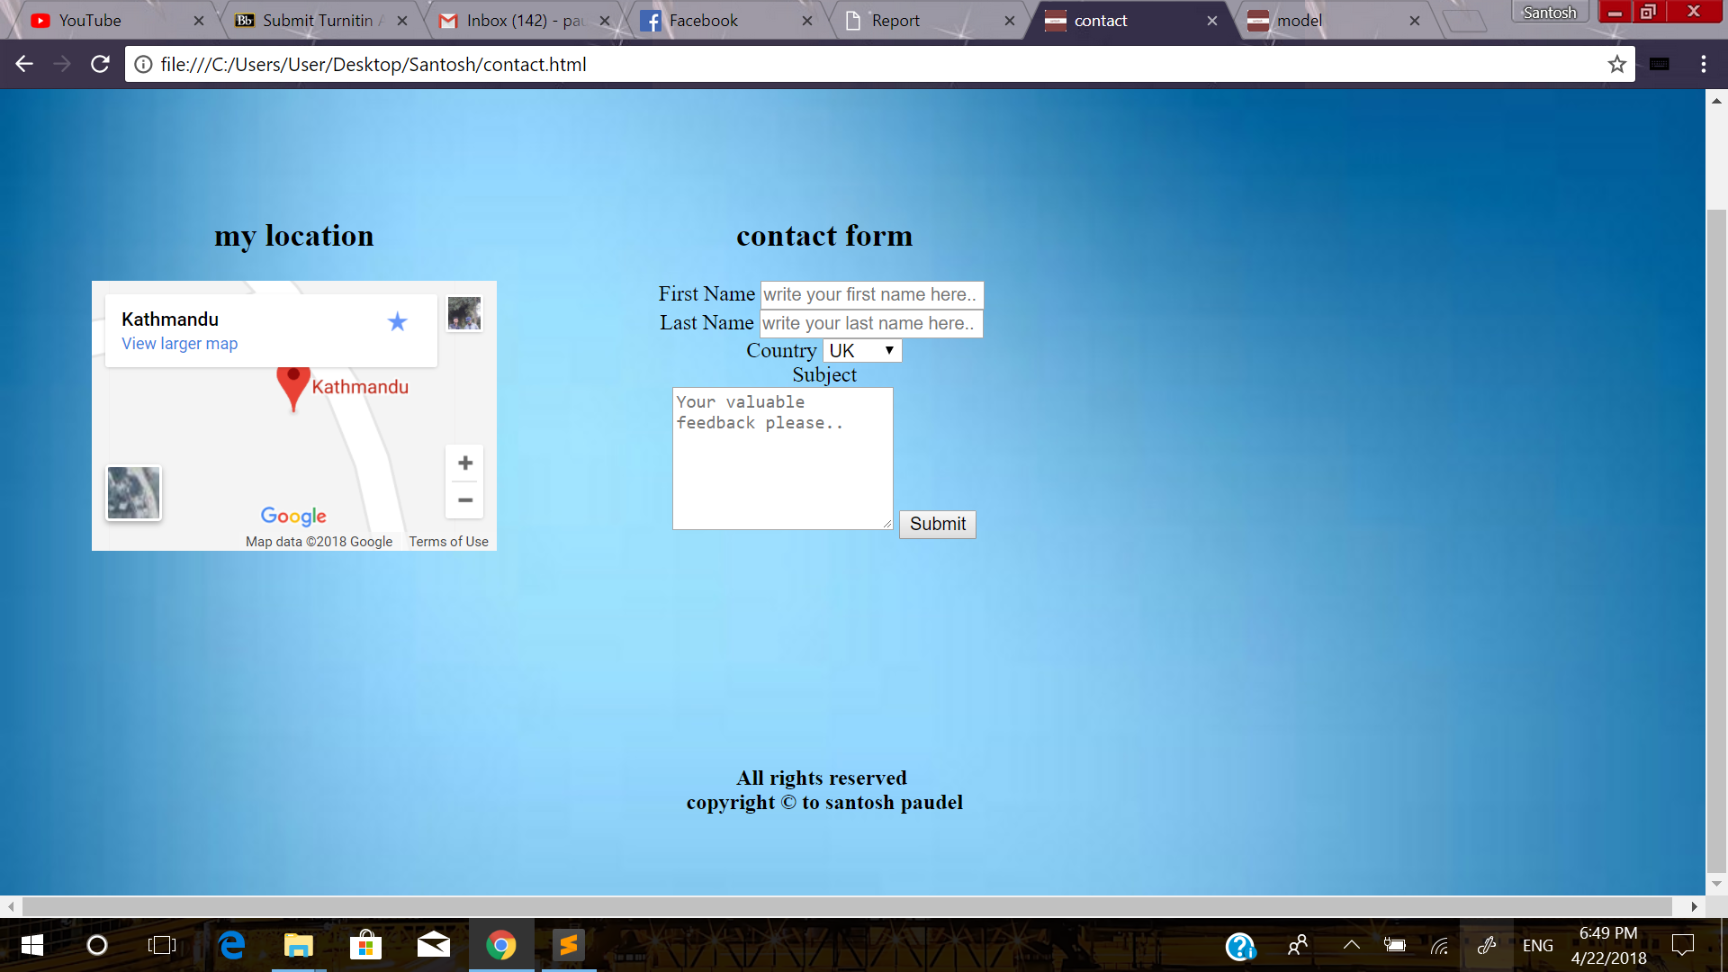 YouTube
Submit Turnitin
Inbox (142) - pau
Facebook
Report
contact
model
Santosh
file:///C:/Users/User/Desktop/Santosh/contact.html
my location
contact form
Kathmandu
View larger map
Kathmandu
Google
Map data ©2018 Google
Terms of Use
First Name write your first name here..
Last Name write your last name here..
Country UK
Subject
Your valuable
feedback please..
Submit
All rights reserved
copyright © to santosh paudel
ENG
6:49 PM
4/22/2018